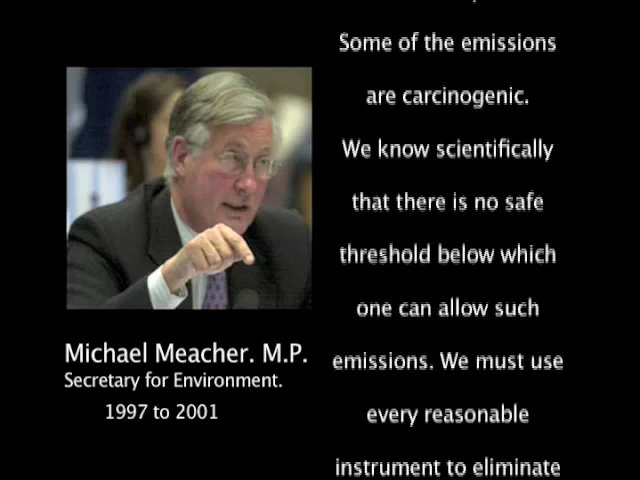 Some of the emissions
are carcinogenic.
We know scientifically
that there is no safe
threshold below which
one can allow such
emissions. We must use
every reasonable
instrument to eliminate
Michael Meacher. M.P.
Secretary for Environment.
1997 to 2001